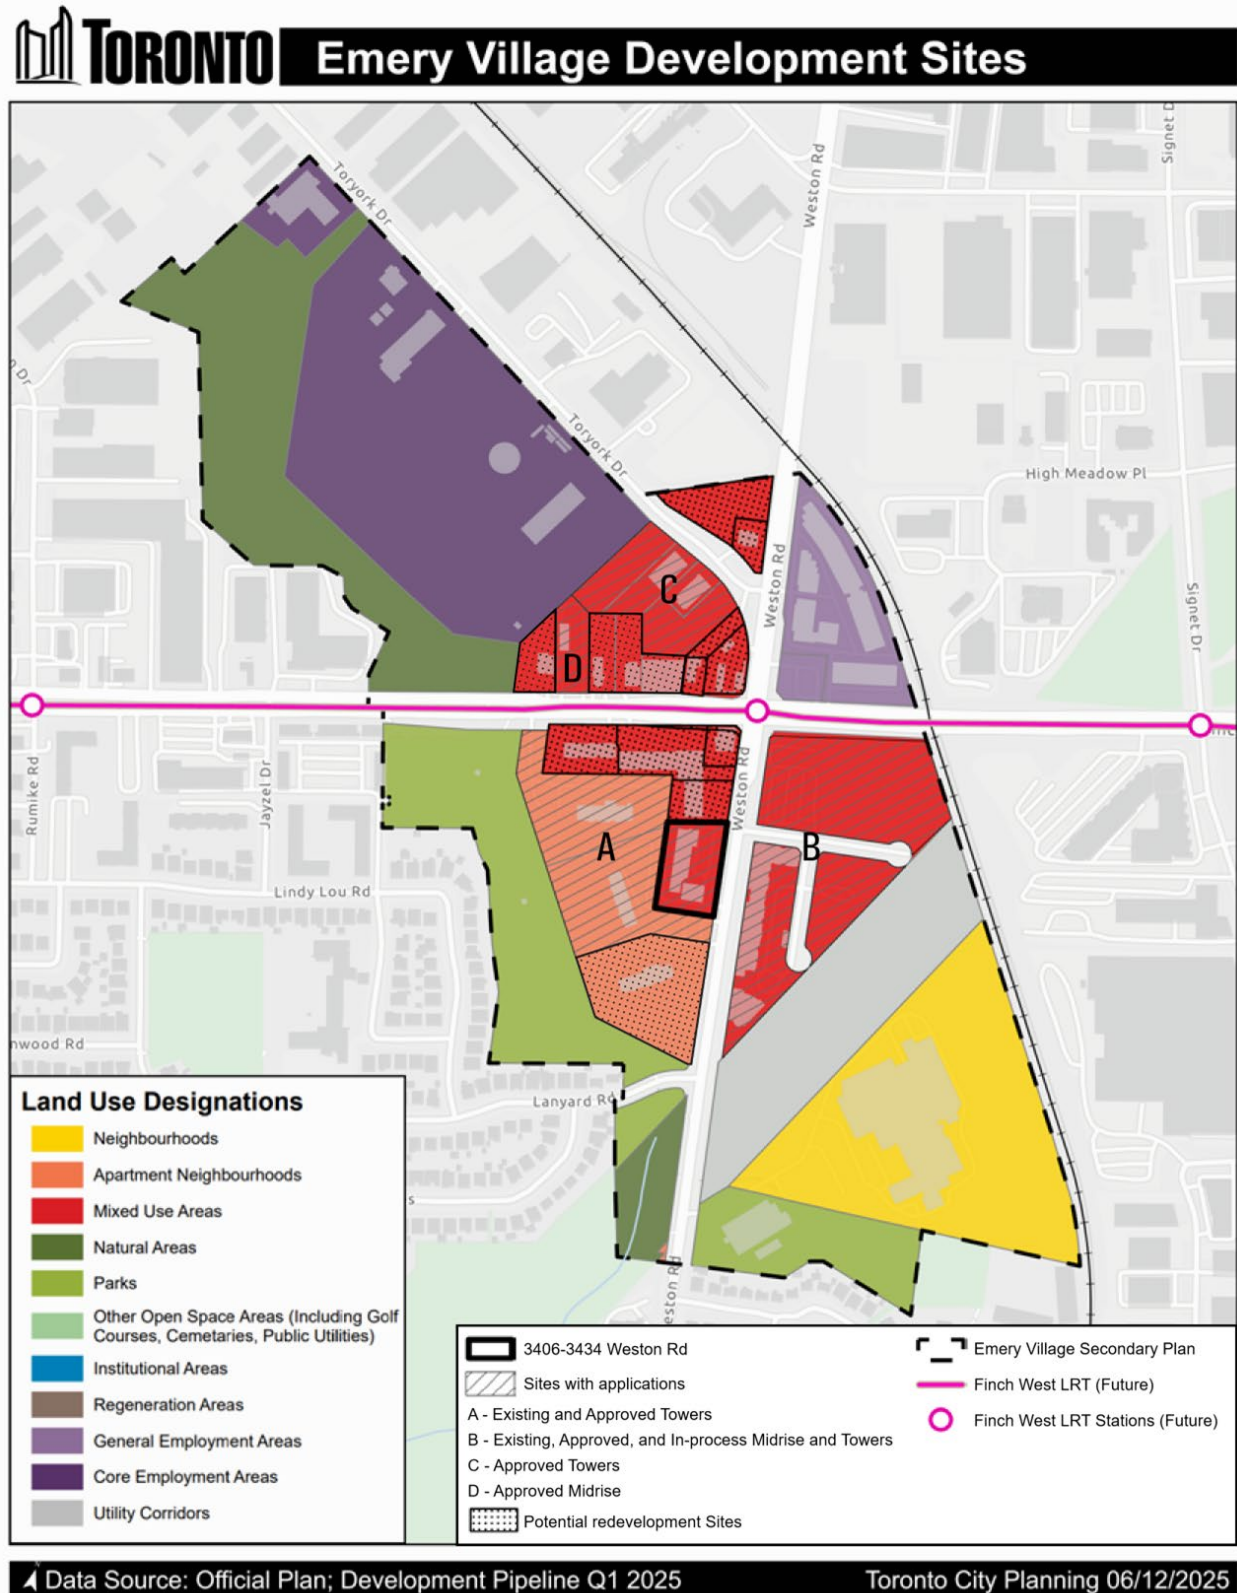 TORONTO
Emery Village Development Sites
Toryork Dr
Weston Rd
Signet D
Toryork Dr
High Meadow Pl
Weston Rd
Signet Dr
C
D
Rumike Rd
Jayzel Dr
Weston Rd
A
B
Lindy Lou Rd
nwood Rd
Lanyard Rd
eston Rd
Land Use Designations
Neighbourhoods
Apartment Neighbourhoods
Mixed Use Areas
Natural Areas
Parks
Other Open Space Areas (Including Golf
Courses, Cemetaries, Public Utilities)
Institutional Areas
Regeneration Areas
General Employment Areas
Core Employment Areas
Utility Corridors
3406-3434 Weston Rd
Sites with applications
A - Existing and Approved Towers
B - Existing, Approved, and In-process Midrise and Towers
C - Approved Towers
D - Approved Midrise
Potential redevelopment Sites
Emery Village Secondary Plan
Finch West LRT (Future)
Finch West LRT Stations (Future)
Data Source: Official Plan; Development Pipeline Q1 2025
Toronto City Planning 06/12/2025